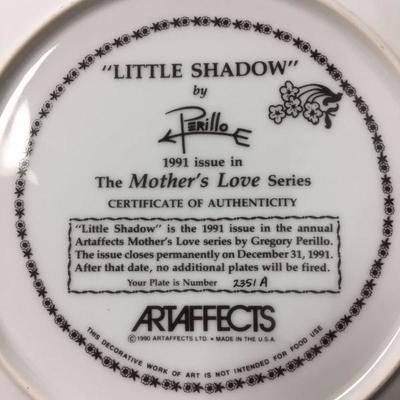 "LITTLE SHADOW"
by
Perillo
1991 issue in
The Mother's Love Series
CERTIFICATE OF AUTHENTICITY
"Little Shadow" is the 1991 issue in the annual
Artaffects Mother's Love series by Gregory Perillo.
The issue closes permanently on December 31, 1991.
After that date, no additional plates will be fired.
Your Plate is Number 2351 A
ARTAFFECTS
©1990 ARTAFFECTS LTD. • MADE IN THE U.S.A.
THIS DECORATIVE WORK OF ART IS NOT INTENDED FOR FOOD USE